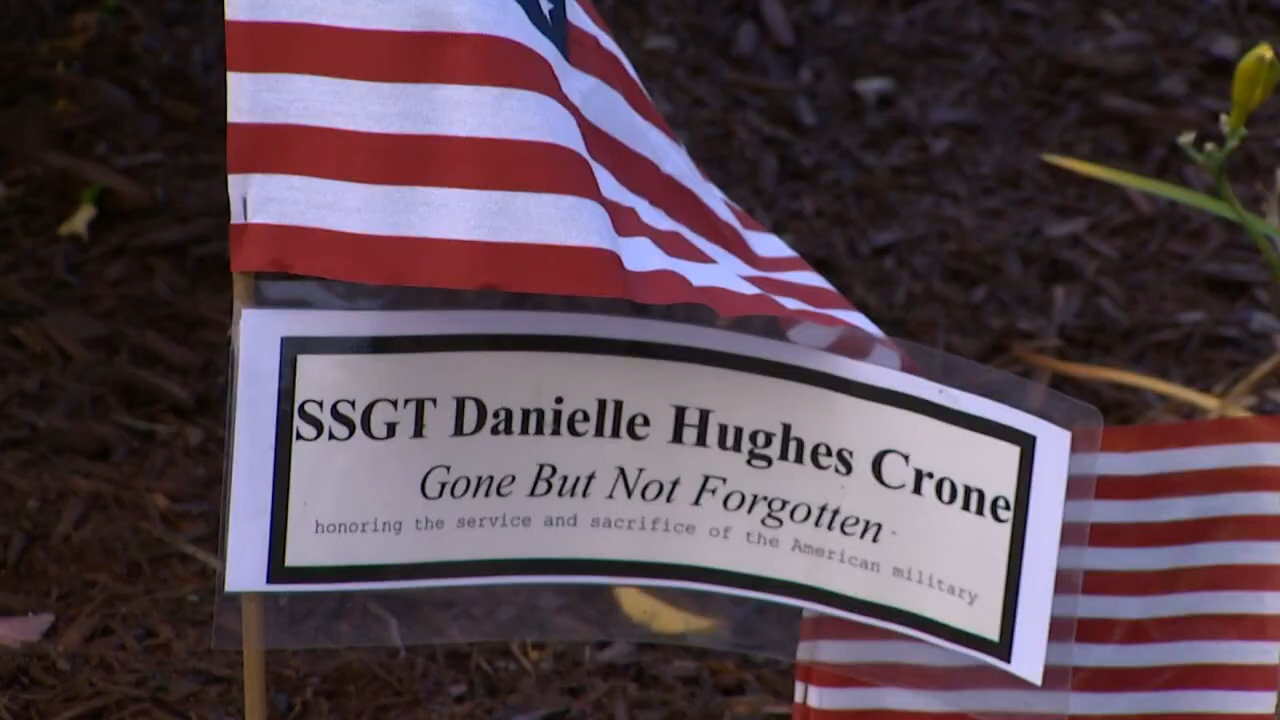 SSGT Danielle Hughes Crone
Gone But Not Forgotten
honoring the service and sacrifice of the American military